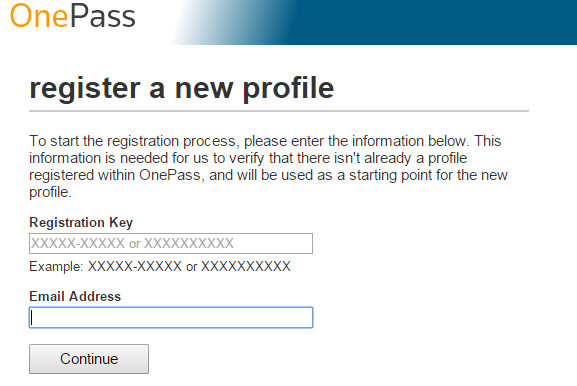 OnePass
register a new profile
To start the registration process, please enter the information below. This
information is needed for us to verify that there isn't already a profile
registered within OnePass, and will be used as a starting point for the new
profile.
Registration Key
XXXXX-XXXXX or XXXXXXXXXX
Example: XXXXX-XXXXX or XXXXXXXXXX
Email Address
Continue